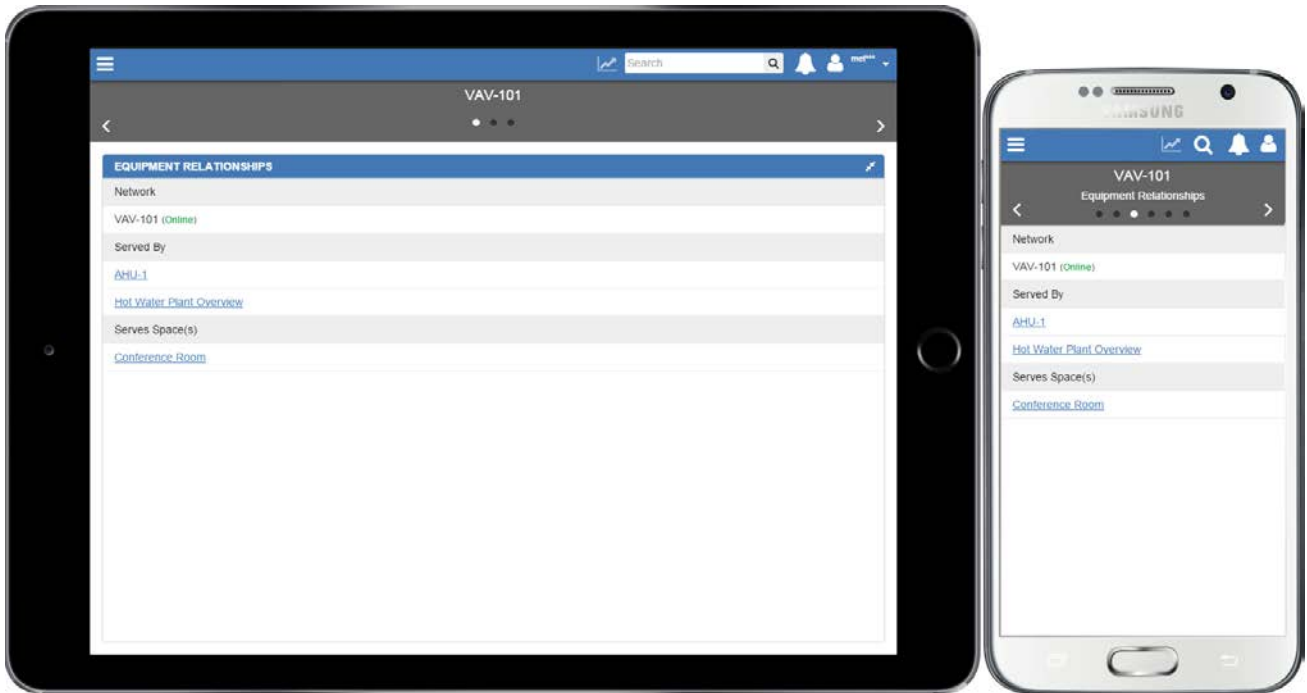 Search
VAV-101
EQUIPMENT RELATIONSHIPS
Network
VAV-101 (Online)
Served By
AHU-1
Hot Water Plant Overview
Serves Space(s)
Conference Room
SAMSUNG
VAV-101
Equipment Relationships
Network
VAV-101 (Online)
Served By
AHU-1
Hot Water Plant Overview
Serves Space(s)
Conference Room